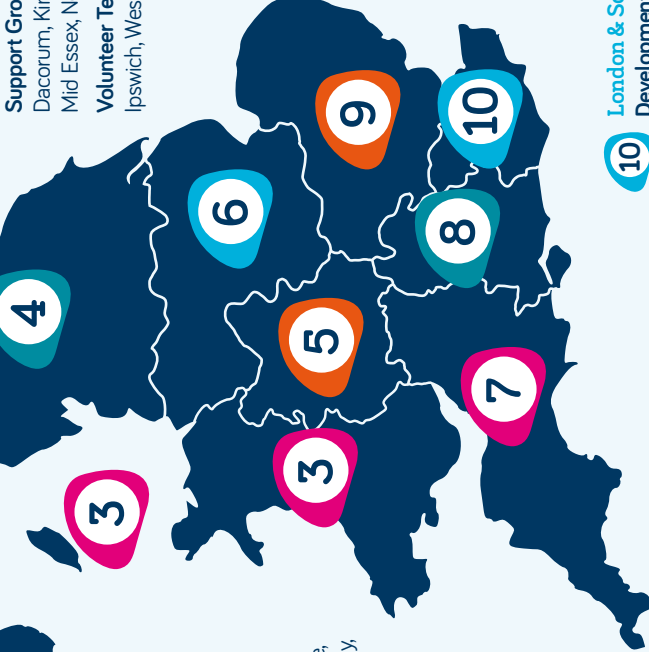 Support Gro
Dacorum, Kin
Mid Essex, N
Volunteer Te
Ipswich, Wes
4
6
9
10
8
5
7
3
3
y,
London & So
Developmen
10